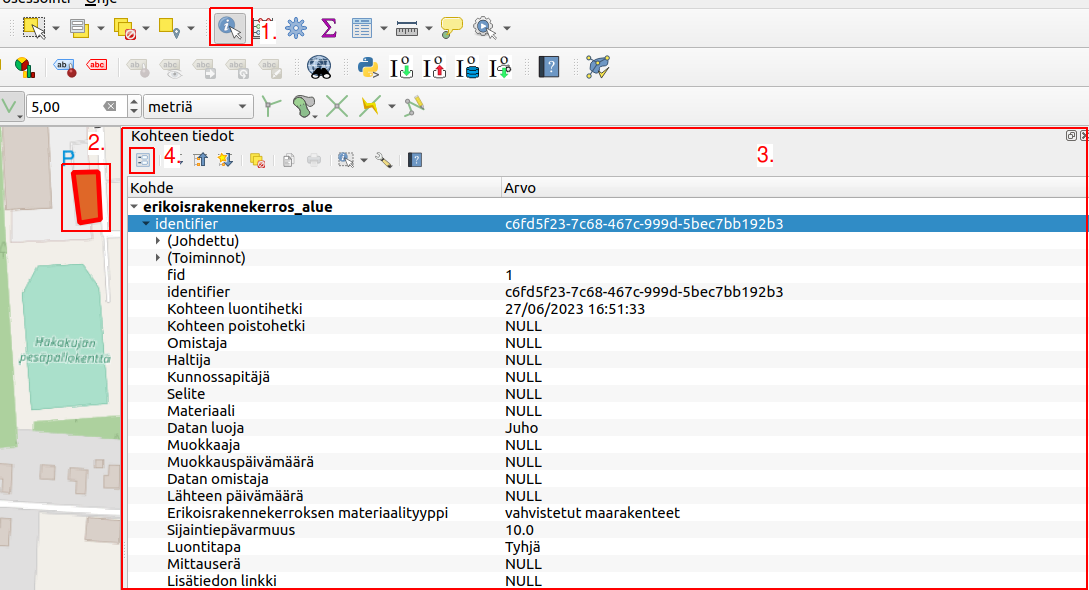 1.
abc
abc
5,00
metriä
2.
P
Hakakujan
pesäpallokenttä
Kohteen tiedot
4.
3.
Kohde Arvo
erikoisrakennekerros_alue
identifier c6fd5f23-7c68-467c-999d-5bec7bb192b3
(Johdettu)
(Toiminnot)
fid 1
identifier c6fd5f23-7c68-467c-999d-5bec7bb192b3
Kohteen luontihetki 27/06/2023 16:51:33
Kohteen poistohetki NULL
Omistaja NULL
Haltija NULL
Kunnossapitäjä NULL
Selite NULL
Materiaali NULL
Datan luoja Juho
Muokkaaja NULL
Muokkauspäivämäärä NULL
Datan omistaja NULL
Lähteen päivämäärä NULL
Erikoisrakennekerroksen materiaalityyppi vahvistetut maarakenteet
Sijaintiepävarmuus 10.0
Luontitapa Tyhjä
Mittauserä NULL
Lisätiedon linkki NULL